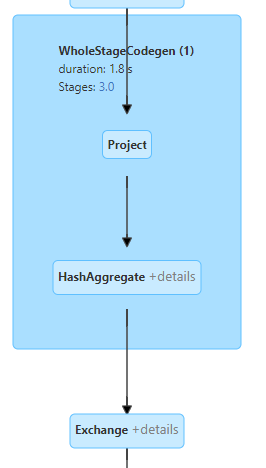 WholeStageCodegen (1)
duration: 1.8 s
Stages: 3.0
Project
HashAggregate +details
Exchange +details